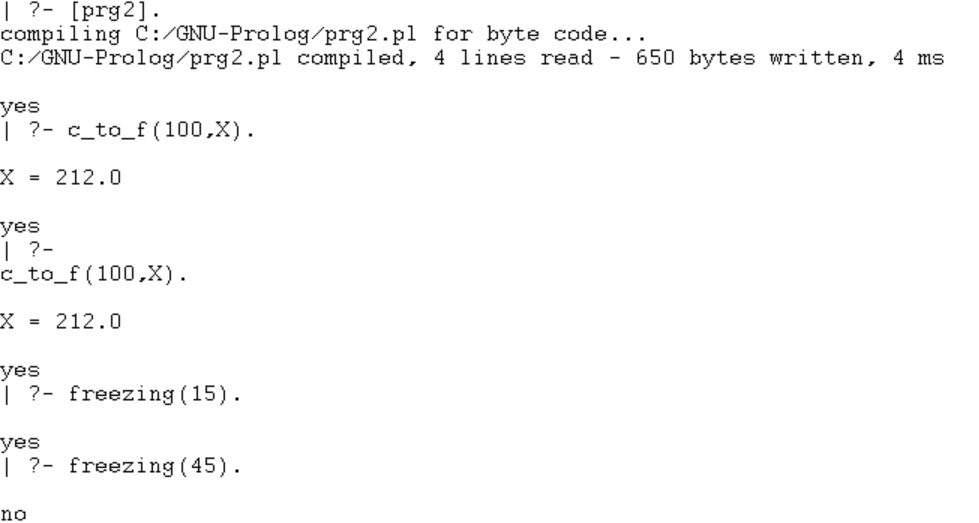 | ?- [prg2].
compiling C:/GNU-Prolog/prg2.pl for byte code...
C:/GNU-Prolog/prg2.pl compiled, 4 lines read - 650 bytes written, 4 ms
yes
| ?- c_to_f(100,X).
X = 212.0
yes
| ?-
c_to_f(100,X).
X = 212.0
yes
| ?- freezing(15).
yes
| ?- freezing(45).
no